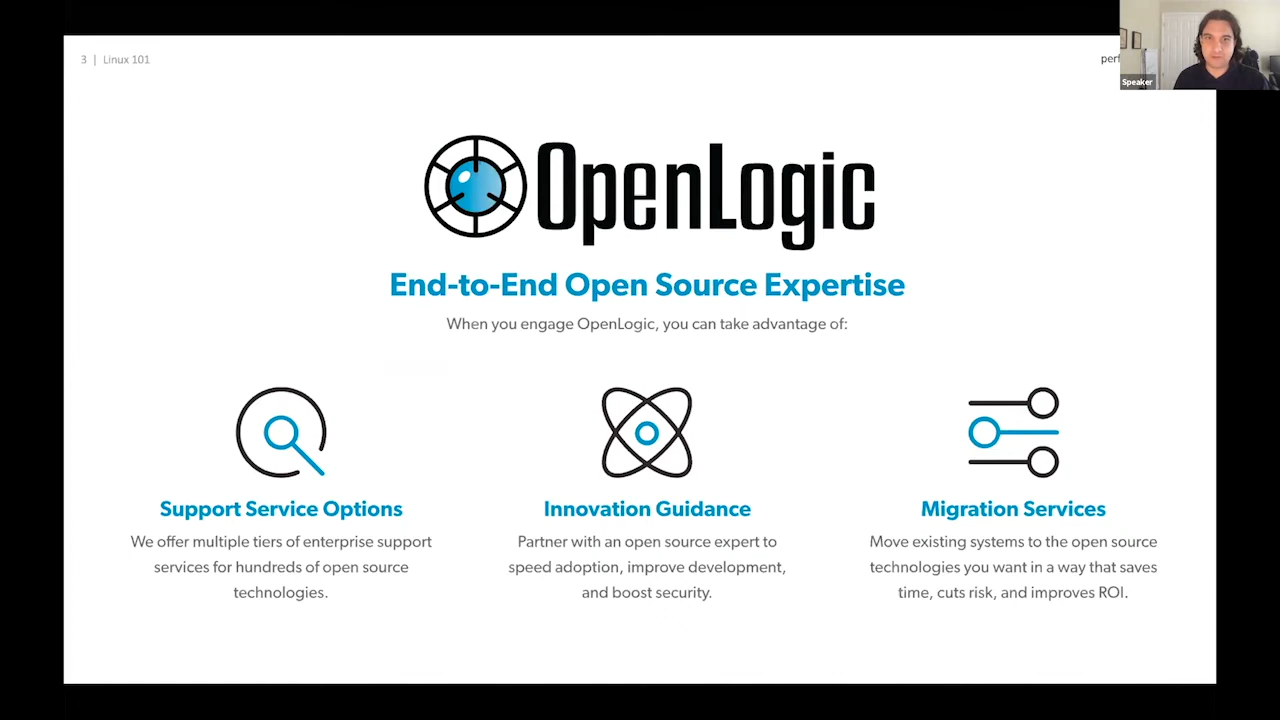 3 | Linux 101
Speaker
OpenLogic
End-to-End Open Source Expertise
When you engage OpenLogic, you can take advantage of:
Support Service Options
We offer multiple tiers of enterprise support
services for hundreds of open source
technologies.
Innovation Guidance
Partner with an open source expert to
speed adoption, improve development,
and boost security.
Migration Services
Move existing systems to the open source
technologies you want in a way that saves
time, cuts risk, and improves ROI.